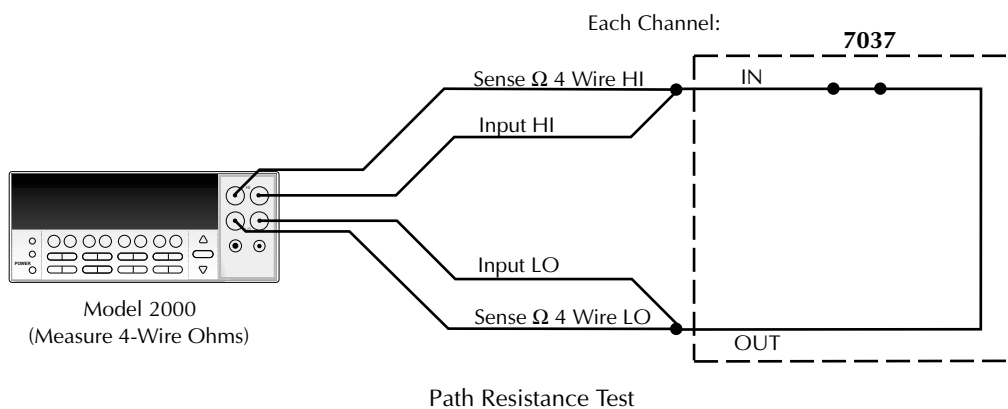 Each Channel:
7037
Sense Ω 4 Wire HI
IN
Input HI
POWER
Input LO
Model 2000
(Measure 4-Wire Ohms)
Sense Ω 4 Wire LO
OUT
Path Resistance Test